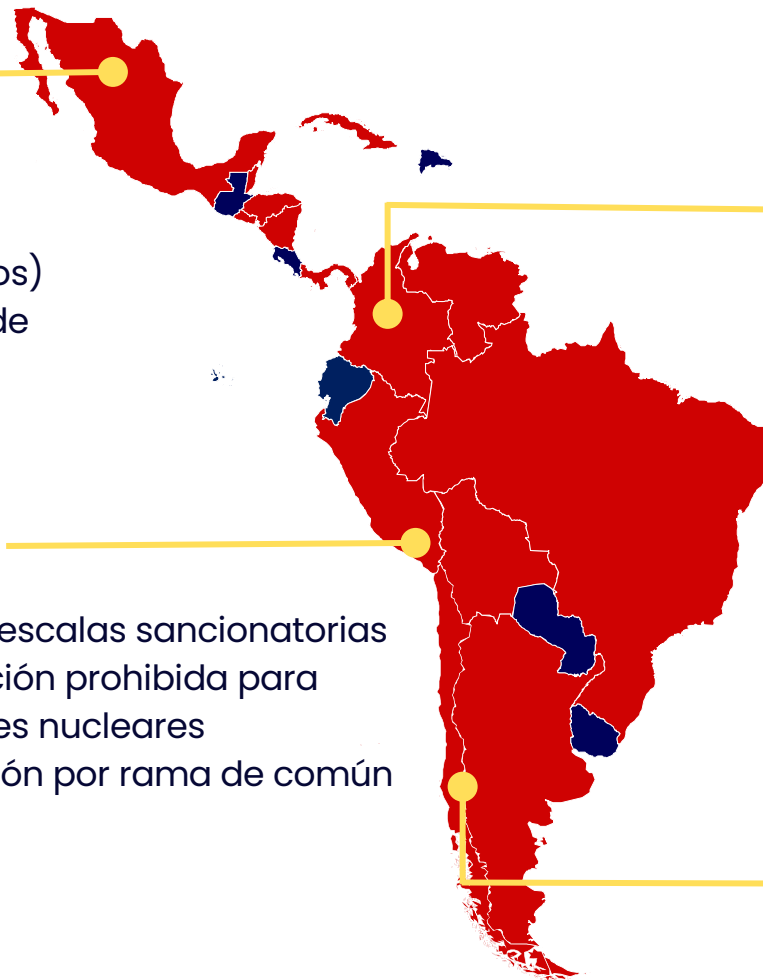 os)
de
escalas sancionatorias
ción prohibida para
es nucleares
ón por rama de común